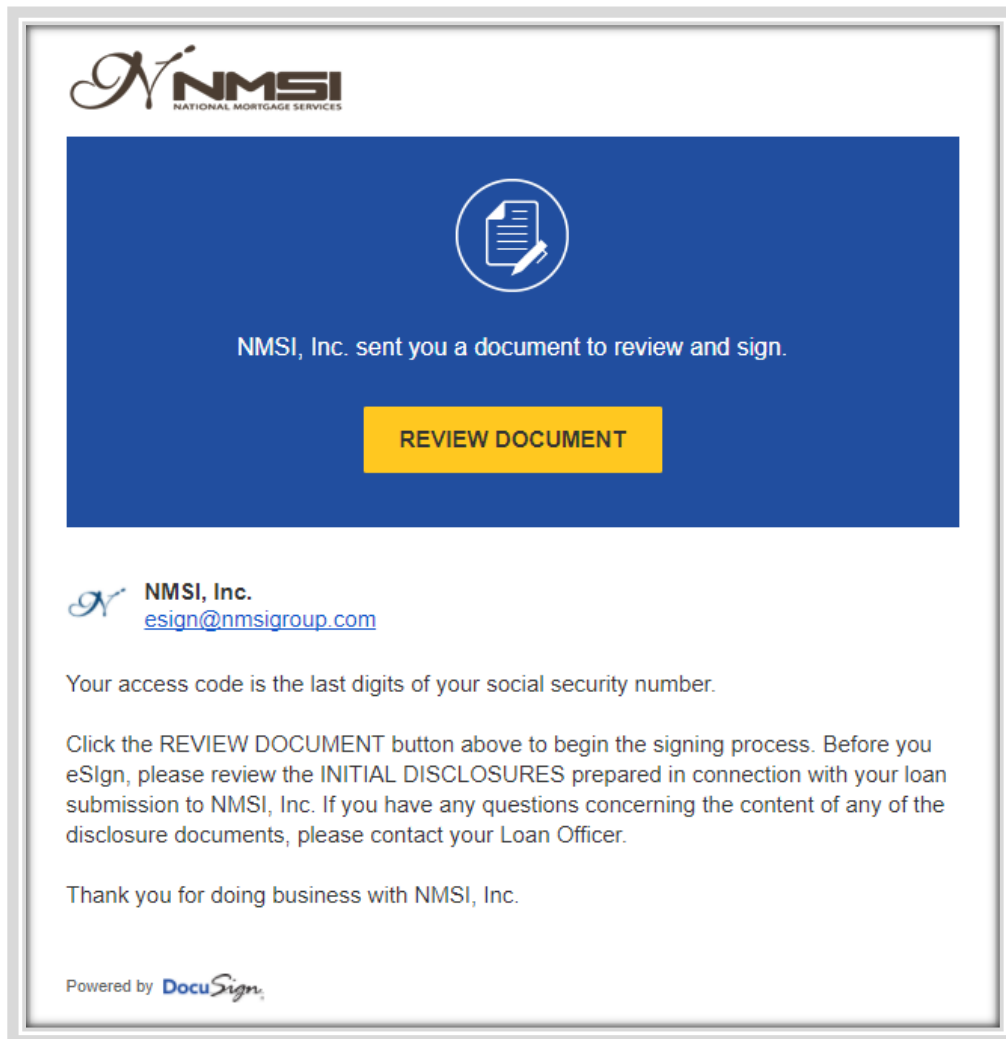 N NMSI
NATIONAL MORTGAGE SERVICES
NMSI, Inc. sent you a document to review and sign.
REVIEW DOCUMENT
N NMSI, Inc.
esign@nmsigroup.com
Your access code is the last digits of your social security number.
Click the REVIEW DOCUMENT button above to begin the signing process. Before you
eSIgn, please review the INITIAL DISCLOSURES prepared in connection with your loan
submission to NMSI, Inc. If you have any questions concerning the content of any of the
disclosure documents, please contact your Loan Officer.
Thank you for doing business with NMSI, Inc.
Powered by DocuSign